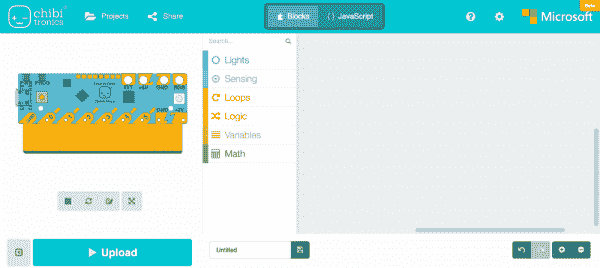 chibi tronics
Projects
Share
Blocks
{} JavaScript
Microsoft
Beta
Search...
Lights
Sensing
Loops
Logic
Variables
Math
Upload
Untitled